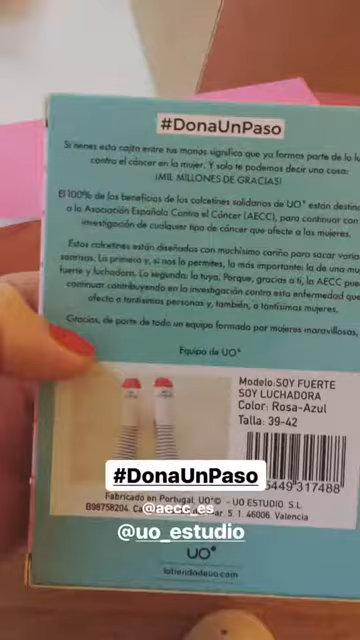 #DonaUnPaso
Si tienes esta cajita entre tus manos significa que ya formas parte de la
contra el cáncer en la mujer. Y solo te podemos decir una cosa:
¡MIL MILLONES DE GRACIAS!
El 100% de los beneficios de los calcetines solidarios de UO° están
a la Asociación Española Contra el Cáncer (AECC), para continuar con
investigación de cualquier tipo de cáncer que afecte a las mujeres.
Estos calcetines están diseñados con muchísimo cariño para sacar
sonrisas. La primera y, si nos lo permites, la más importante: la de una
fuerte y luchadora. La segunda: la tuya. Porque, gracias a ti, la AECC
continuar contribuyendo en la investigación contra esta enfermedad que
afecta a tantísimas personas y, también, a tantísimas mujeres.
Gracias, de parte de todo un equipo formado por mujeres maravillosas,
Equipo de UO°
Modelo: SOY FUERTE
SOY LUCHADORA
Color: Rosa-Azul
Talla: 39-42
5449 317488
#DonaUnPaso
Fabricado en Portugal. UO° © - UO ESTUDIO. S.L
B98758204. 5. 1. 46006. Valencia
@aecc_es
@uo_estudio
UO°
latiendadeuo.com